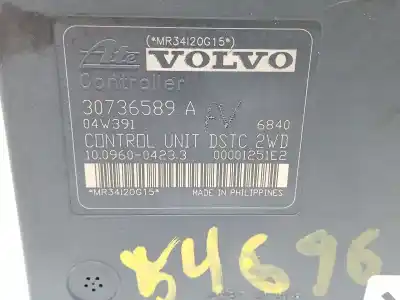 (*MR34I20G15*)
Ate VOLVO
Controller
30736589 A
04W391 6840
CONTROL UNIT DSTC 2WD
10.0960-0423.3 00001251E2
*MR34I20G15* MADE IN PHILIPPINES
84696